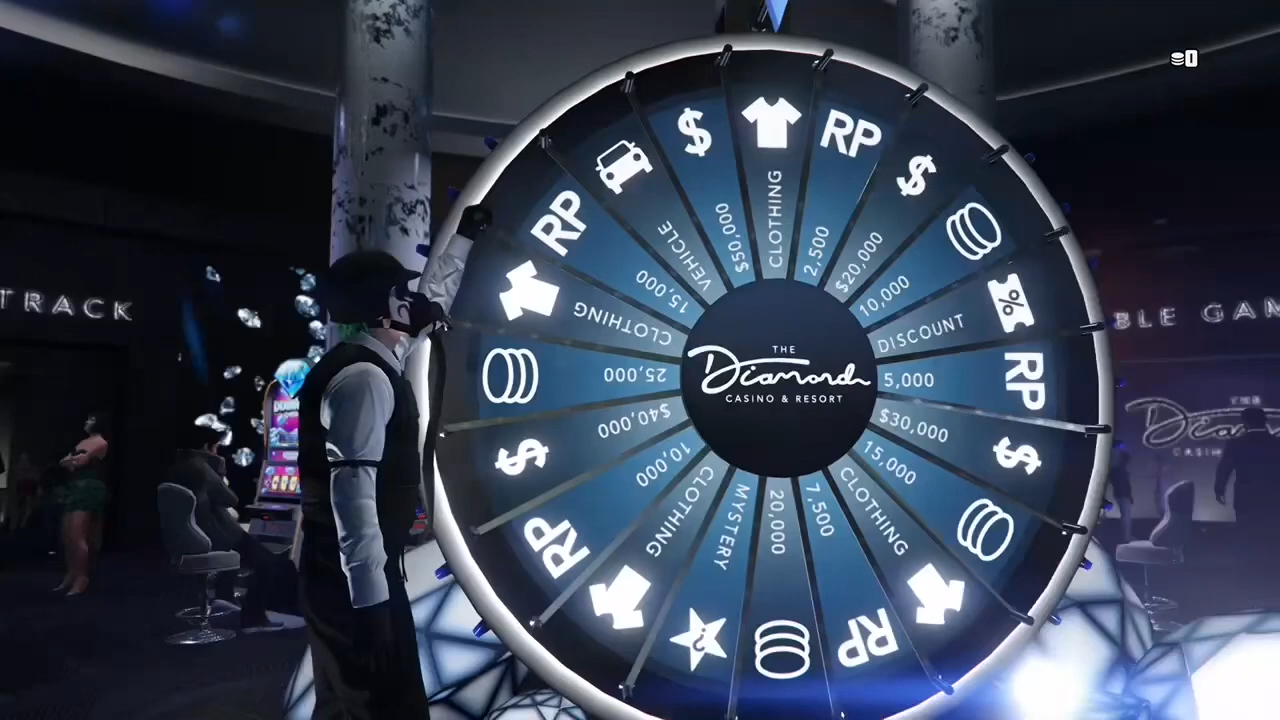 0
TRACK
BLE GAM
THE
Diamond
CASINO & RESORT
CLOTHING
RP
2,500
$
$20,000
10,000
%
DISCOUNT
RP
5,000
$
$30,000
15,000
CLOTHING
RP
7,500
20,000
?
MYSTERY
CLOTHING
RP
10,000
$
$40,000
25,000
CLOTHING
RP
15,000
VEHICLE
$
$50,000